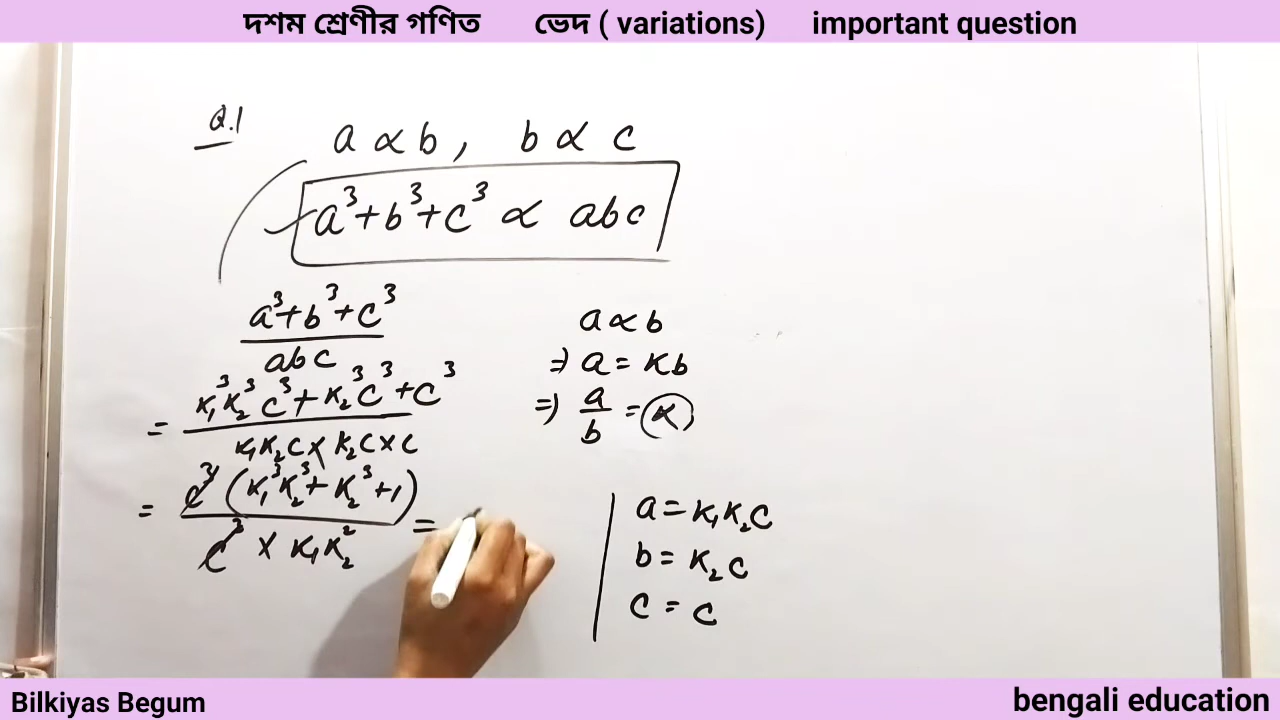 দশম শ্রেণীর গণিত ভেদ ( variations) important question
Q.1
a ∝ b, b ∝ c
a³+b³+c³ ∝ abc
a³+b³+c³
abc
= K₁³K₂³c³+K₂³c³+c³
K₁K₂c×K₂c×c
= c³ (K₁³K₂³+K₂³+1)
c³ × K₁K₂² =
a∝b
⇒ a = Kb
⇒ a/b = K
a=K₁K₂c
b= K₂c
c = c
Bilkiyas Begum
bengali education